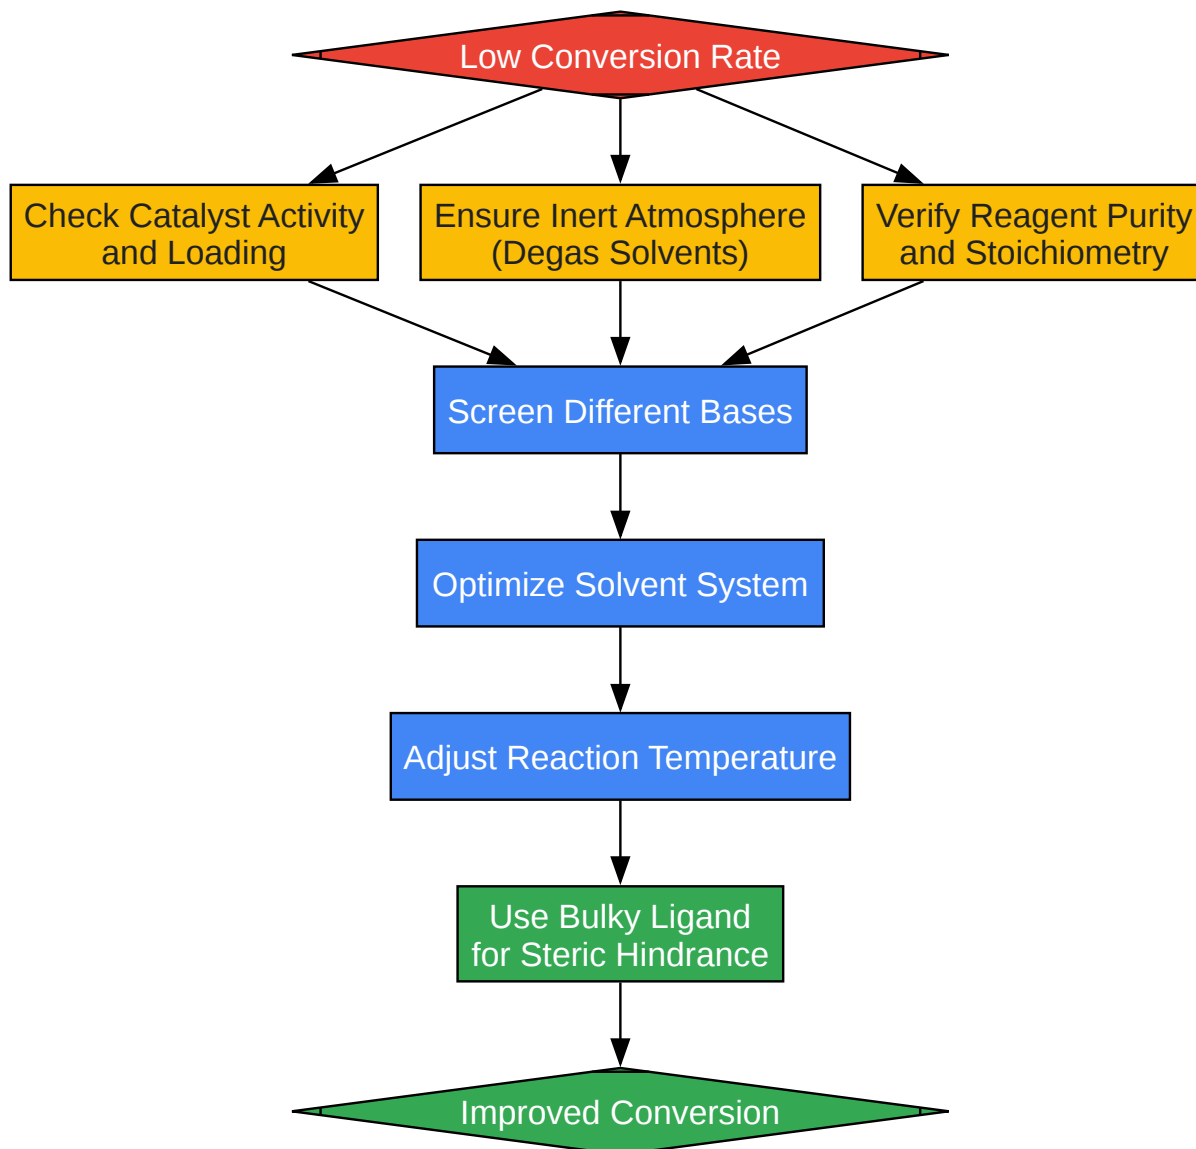 Low Conversion Rate
Check Catalyst Activity
and Loading
Ensure Inert Atmosphere
(Degas Solvents)
Verify Reagent Purity
and Stoichiometry
Screen Different Bases
Optimize Solvent System
Adjust Reaction Temperature
Use Bulky Ligand
for Steric Hindrance
Improved Conversion